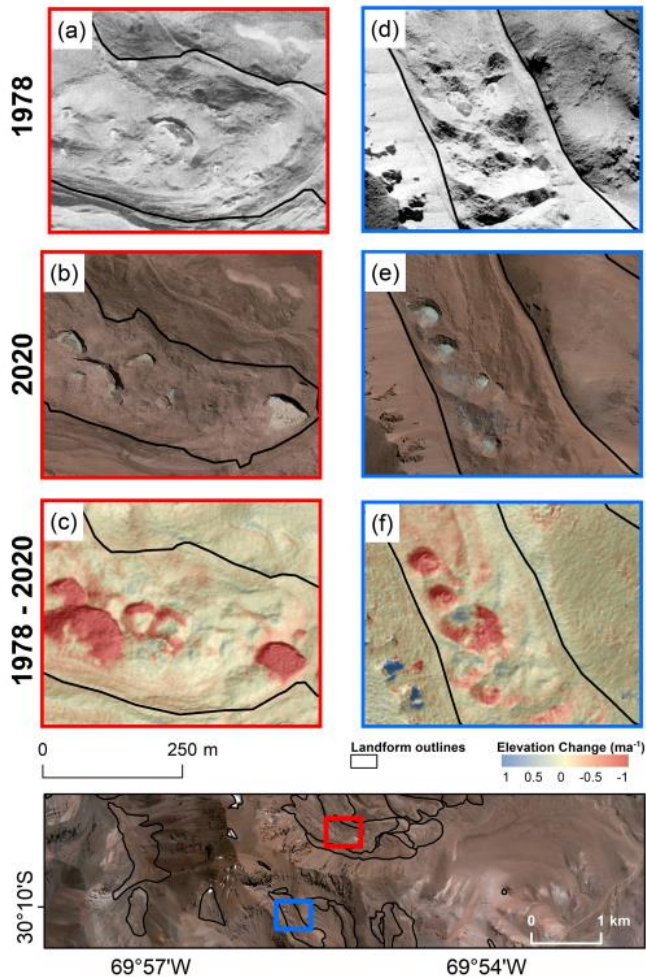 (a)
(d)
1978
(b)
(e)
2020
(c)
(f)
1978 - 2020
0 250 m
Landform outlines
Elevation Change (ma⁻¹)
1 0.5 0 -0.5 -1
30°10'S
0 1 km
69°57'W 69°54'W